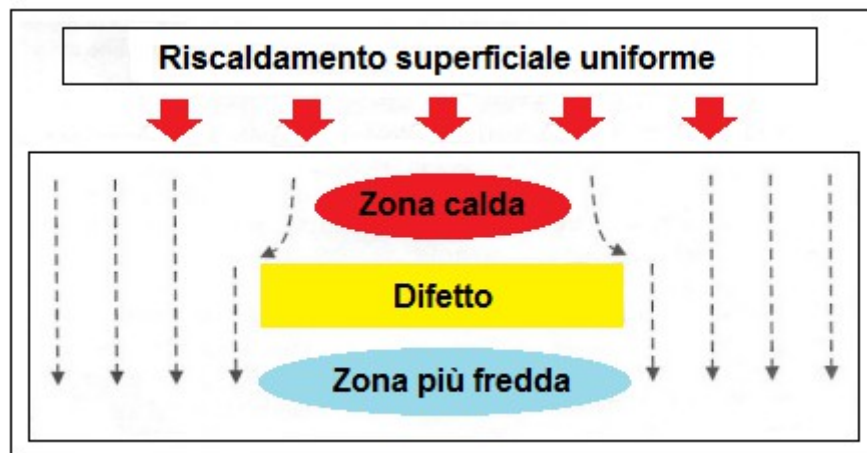 Riscaldamento superficiale uniforme
Zona calda
Difetto
Zona più fredda